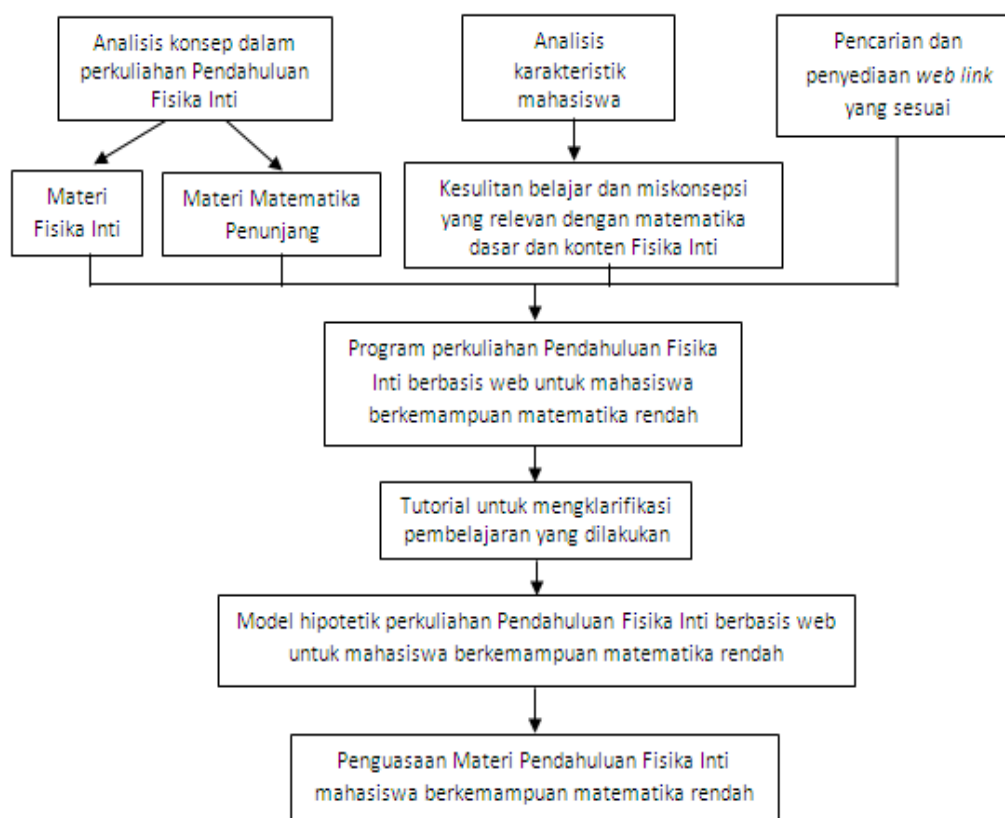 Analisis konsep dalam
perkuliahan Pendahuluan
Fisika Inti
Analisis
karakteristik
mahasiswa
Pencarian dan
penyediaan web link
yang sesuai
Materi
Fisika Inti
Materi Matematika
Penunjang
Kesulitan belajar dan miskonsepsi
yang relevan dengan matematika
dasar dan konten Fisika Inti
Program perkuliahan Pendahuluan Fisika
Inti berbasis web untuk mahasiswa
berkemampuan matematika rendah
Tutorial untuk mengklarifikasi
pembelajaran yang dilakukan
Model hipotetik perkuliahan Pendahuluan Fisika Inti berbasis web
untuk mahasiswa berkemampuan matematika rendah
Penguasaan Materi Pendahuluan Fisika Inti
mahasiswa berkemampuan matematika rendah